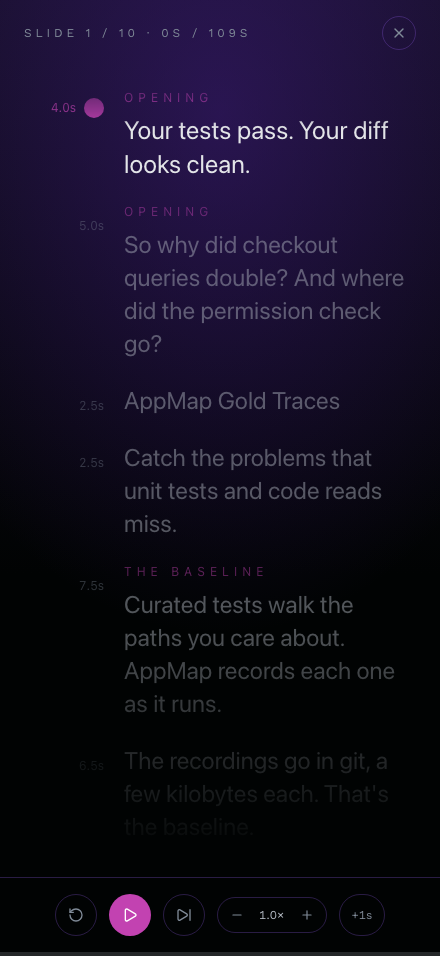 SLIDE 1 / 10 · 0S / 109S
OPENING
4.0s
Your tests pass. Your diff
looks clean.
OPENING
5.0s
So why did checkout
queries double? And where
did the permission check
go?
2.5s
AppMap Gold Traces
2.5s
Catch the problems that
unit tests and code reads
miss.
THE BASELINE
7.5s
Curated tests walk the
paths you care about.
AppMap records each one
as it runs.
6.5s
The recordings go in git, a
few kilobytes each. That's
the baseline.
1.0×
+1s